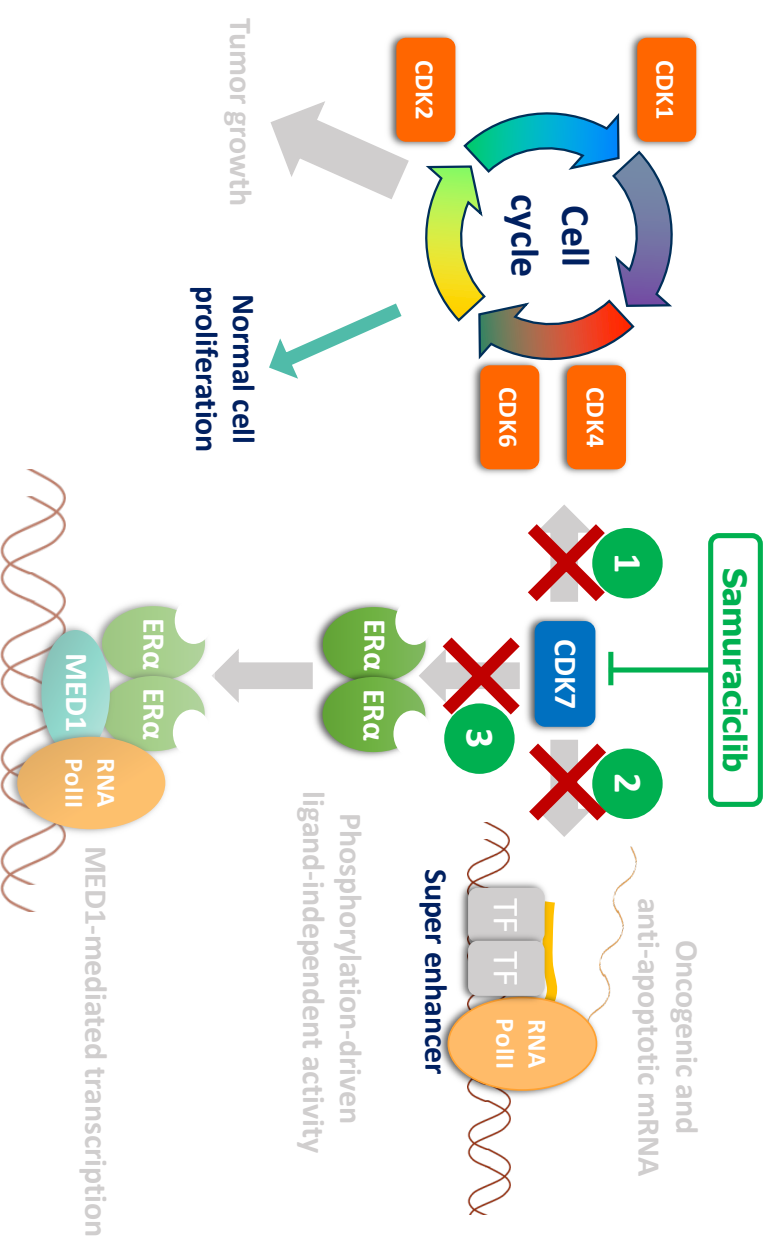 Samuraciclib
1
CDK7
2
3
CDK1
CDK2
Cell
cycle
CDK4
CDK6
Tumor growth
Normal cell
proliferation
Oncogenic and
anti-apoptotic mRNA
TF TF
RNA
PolII
Super enhancer
ERα ERα
Phosphorylation-driven
ligand-independent activity
ERα ERα
MED1
RNA
PolII
MED1-mediated transcription